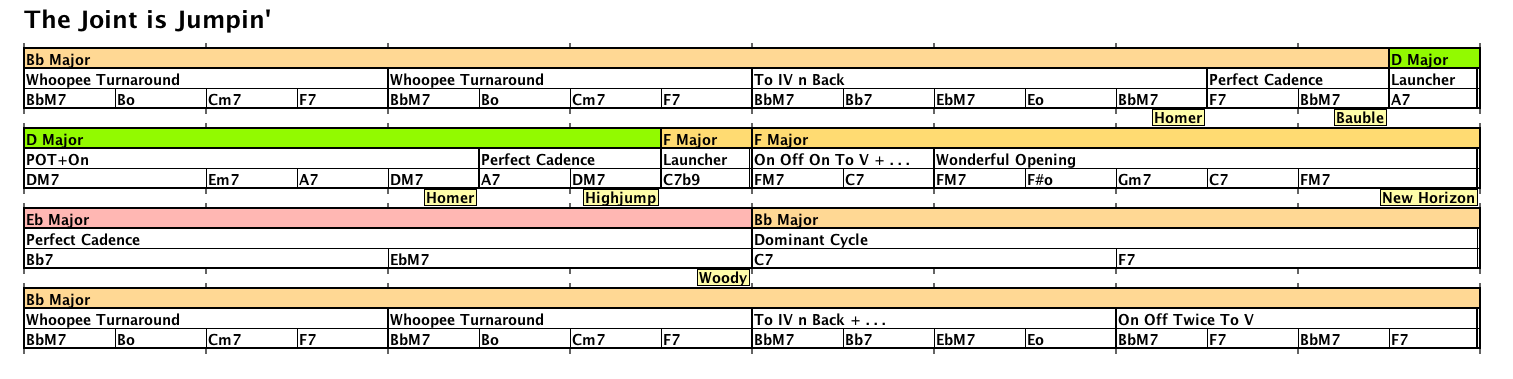 The Joint is Jumpin'
Bb Major D Major
Whoopee Turnaround Whoopee Turnaround To IV n Back Perfect Cadence Launcher
BbM7 Bo Cm7 F7 BbM7 Bo Cm7 F7 BbM7 Bb7 EbM7 Eo BbM7 F7 BbM7 A7
Homer Bauble
D Major F Major F Major
POT+On Perfect Cadence Launcher On Off On To V + . . . Wonderful Opening
DM7 Em7 A7 DM7 A7 DM7 C7b9 FM7 C7 FM7 F#o Gm7 C7 FM7
Homer Highjump New Horizon
Eb Major Bb Major
Perfect Cadence Dominant Cycle
Bb7 EbM7 C7 F7
Woody
Bb Major
Whoopee Turnaround Whoopee Turnaround To IV n Back + . . . On Off Twice To V
BbM7 Bo Cm7 F7 BbM7 Bo Cm7 F7 BbM7 Bb7 EbM7 Eo BbM7 F7 BbM7 F7